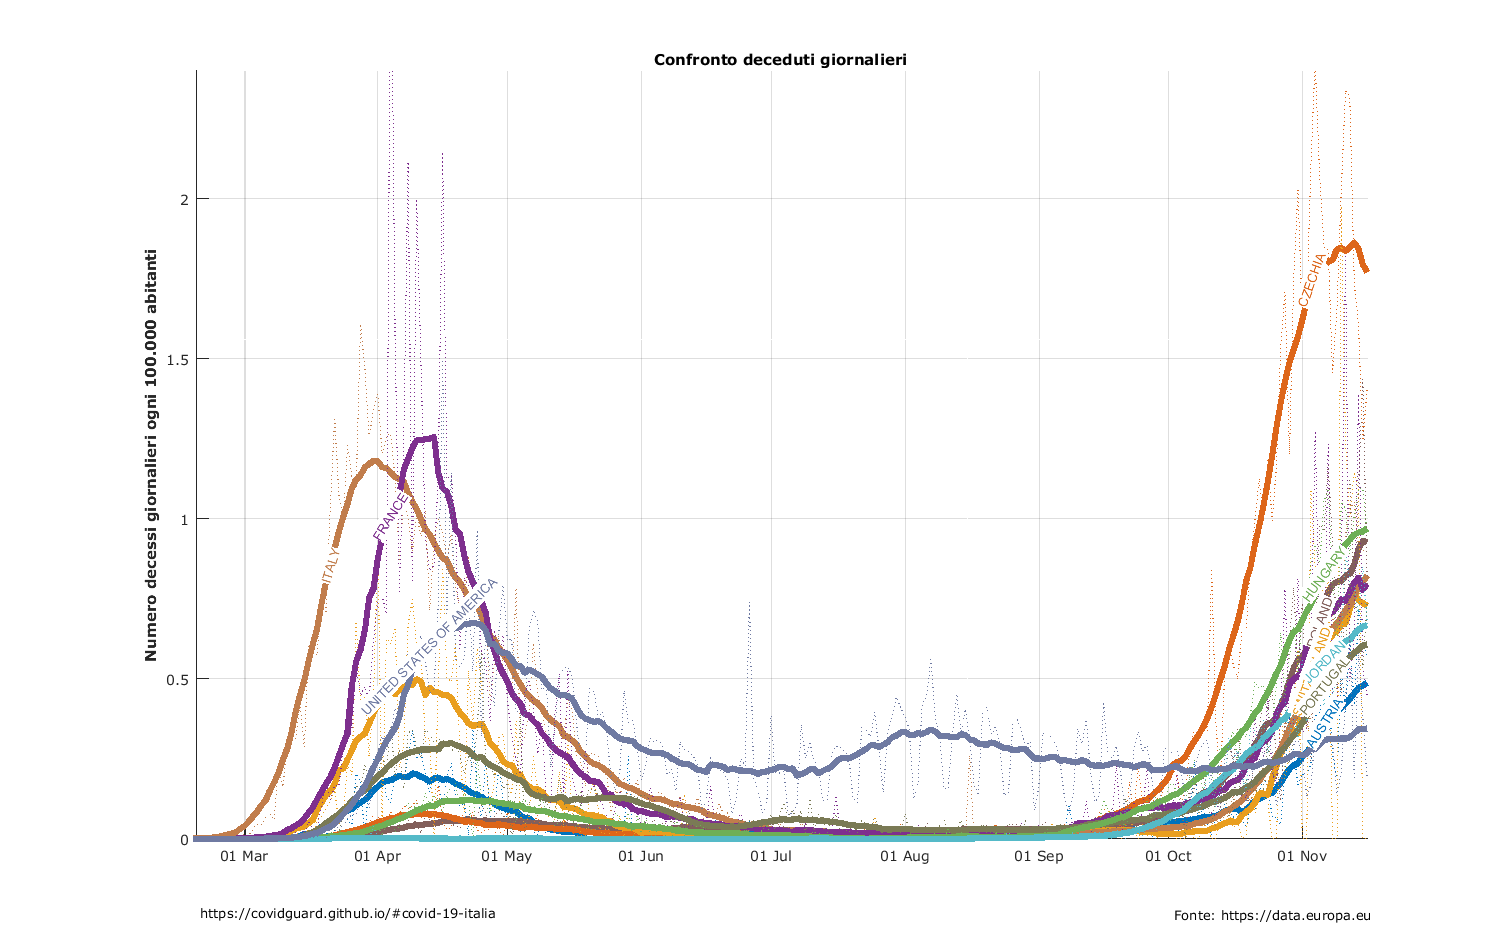 Confronto deceduti giornalieri
Numero decessi giornalieri ogni 100.000 abitanti
2
1.5
1
0.5
0
CZECHIA
ITALY
FRANCE
UNITED STATES OF AMERICA
HUNGARY
JORDAN
PORTUGAL
AUSTRIA
01 Mar
01 Apr
01 May
01 Jun
01 Jul
01 Aug
01 Sep
01 Oct
01 Nov
https://covidguard.github.io/#covid-19-italia
Fonte: https://data.europa.eu